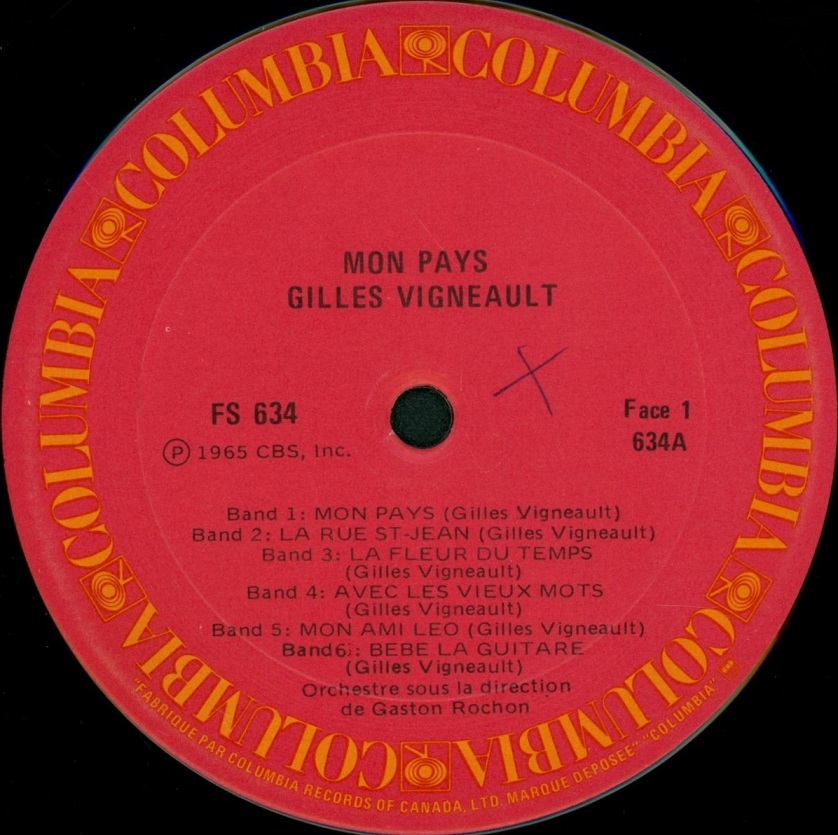 COLUMBIA COLUMBIA COLUMBIA COLUMBIA COLUMBIA COLUMBIA
MON PAYS
GILLES VIGNEAULT
FS 634
Ⓟ 1965 CBS, Inc.
Face 1
634A
Band 1: MON PAYS (Gilles Vigneault)
Band 2: LA RUE ST-JEAN (Gilles Vigneault)
Band 3: LA FLEUR DU TEMPS
(Gilles Vigneault)
Band 4: AVEC LES VIEUX MOTS
(Gilles Vigneault)
Band 5: MON AMI LEO (Gilles Vigneault)
Band6: BEBE LA GUITARE
(Gilles Vigneault)
Orchestre sous la direction
de Gaston Rochon
"FABRIQUE PAR COLUMBIA RECORDS OF CANADA, LTD. MARQUE DEPOSEE" "COLUMBIA"